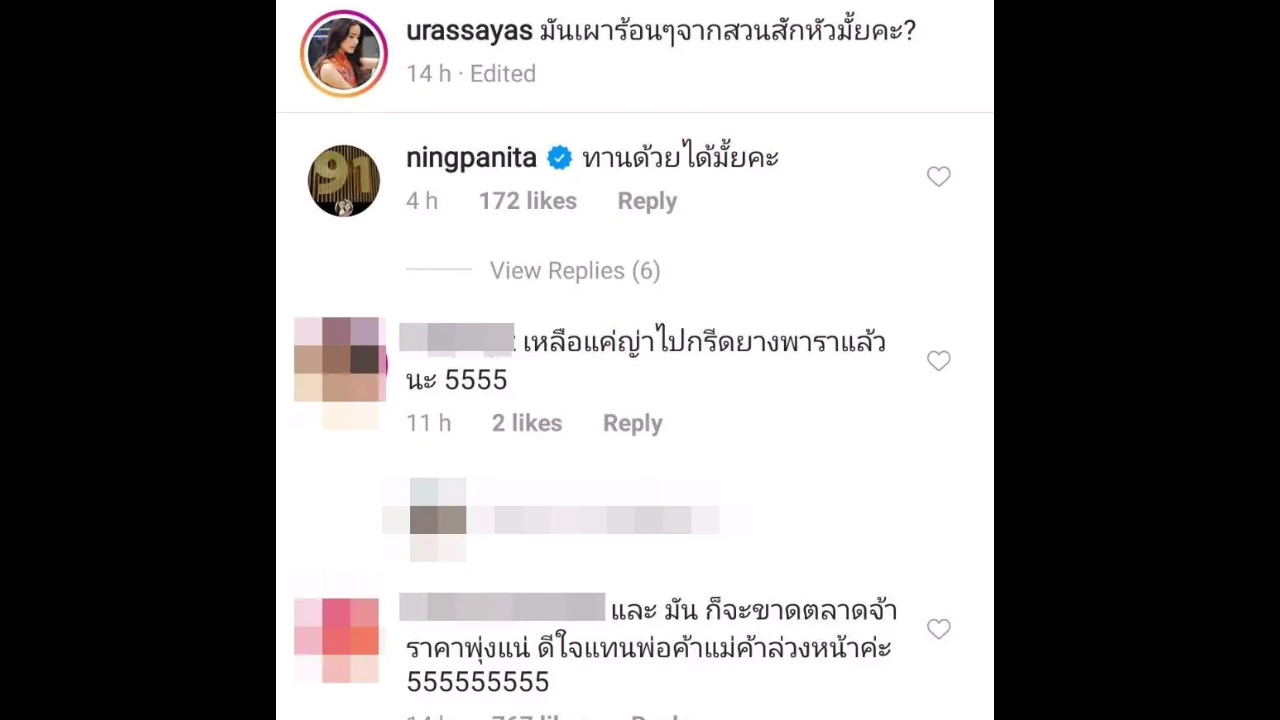 urassayas มันเผาร้อนๆจากสวนสักหัวมั้ยคะ?
14 h · Edited
91
ningpanita ทานด้วยได้มั้ยคะ
4 h 172 likes Reply
View Replies (6)
เหลือแค่ญ่าไปกรีดยางพาราแล้ว
นะ 5555
11 h 2 likes Reply
และ มัน ก็จะขาดตลาดจ้า
ราคาพุ่งแน่ ดีใจแทนพ่อค้าแม่ค้าล่วงหน้าค่ะ
555555555